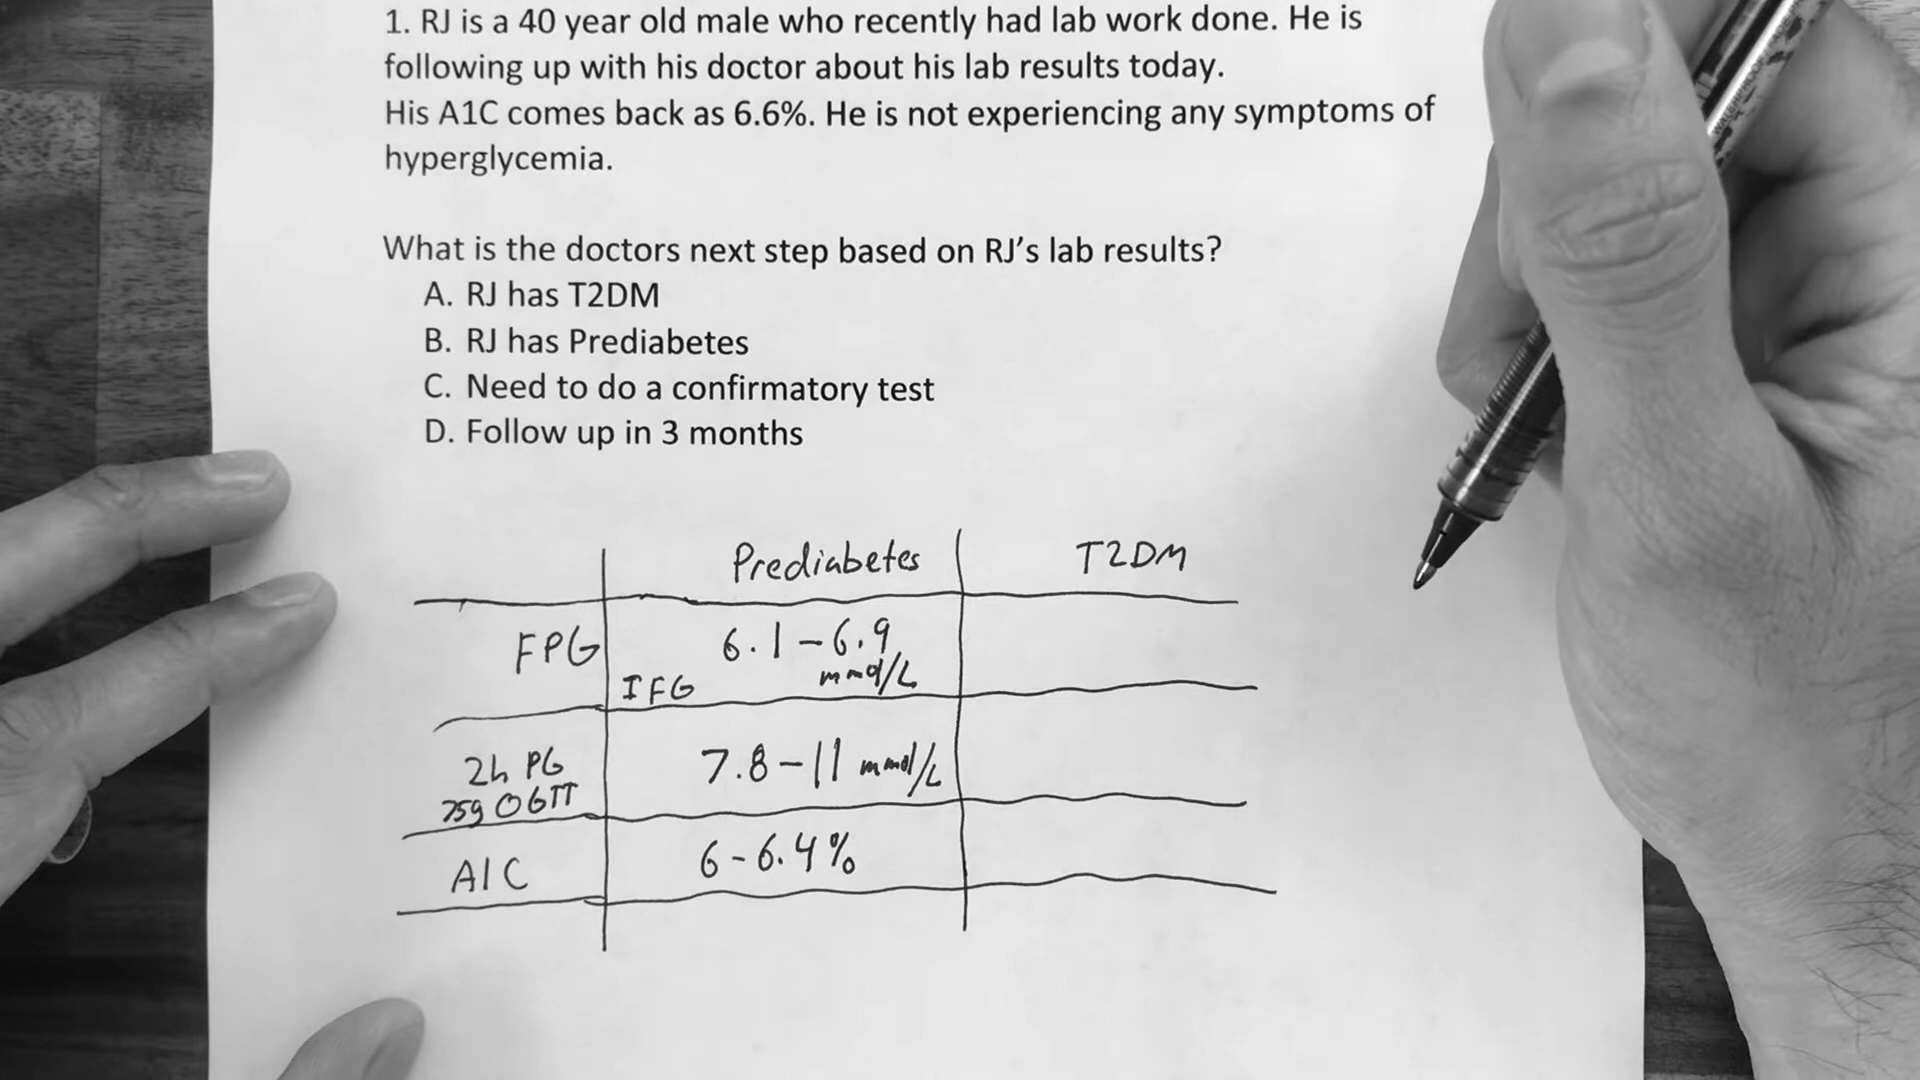 1. RJ is a 40 year old male who recently had lab work done. He is
following up with his doctor about his lab results today.
His A1C comes back as 6.6%. He is not experiencing any symptoms of
hyperglycemia.
What is the doctors next step based on RJ's lab results?
A. RJ has T2DM
B. RJ has Prediabetes
C. Need to do a confirmatory test
D. Follow up in 3 months
Prediabetes T2DM
FPG 6.1-6.9
IFG mmol/L
2h PG 7.8-11 mmol/L
75g OGTT
A1C 6-6.4%